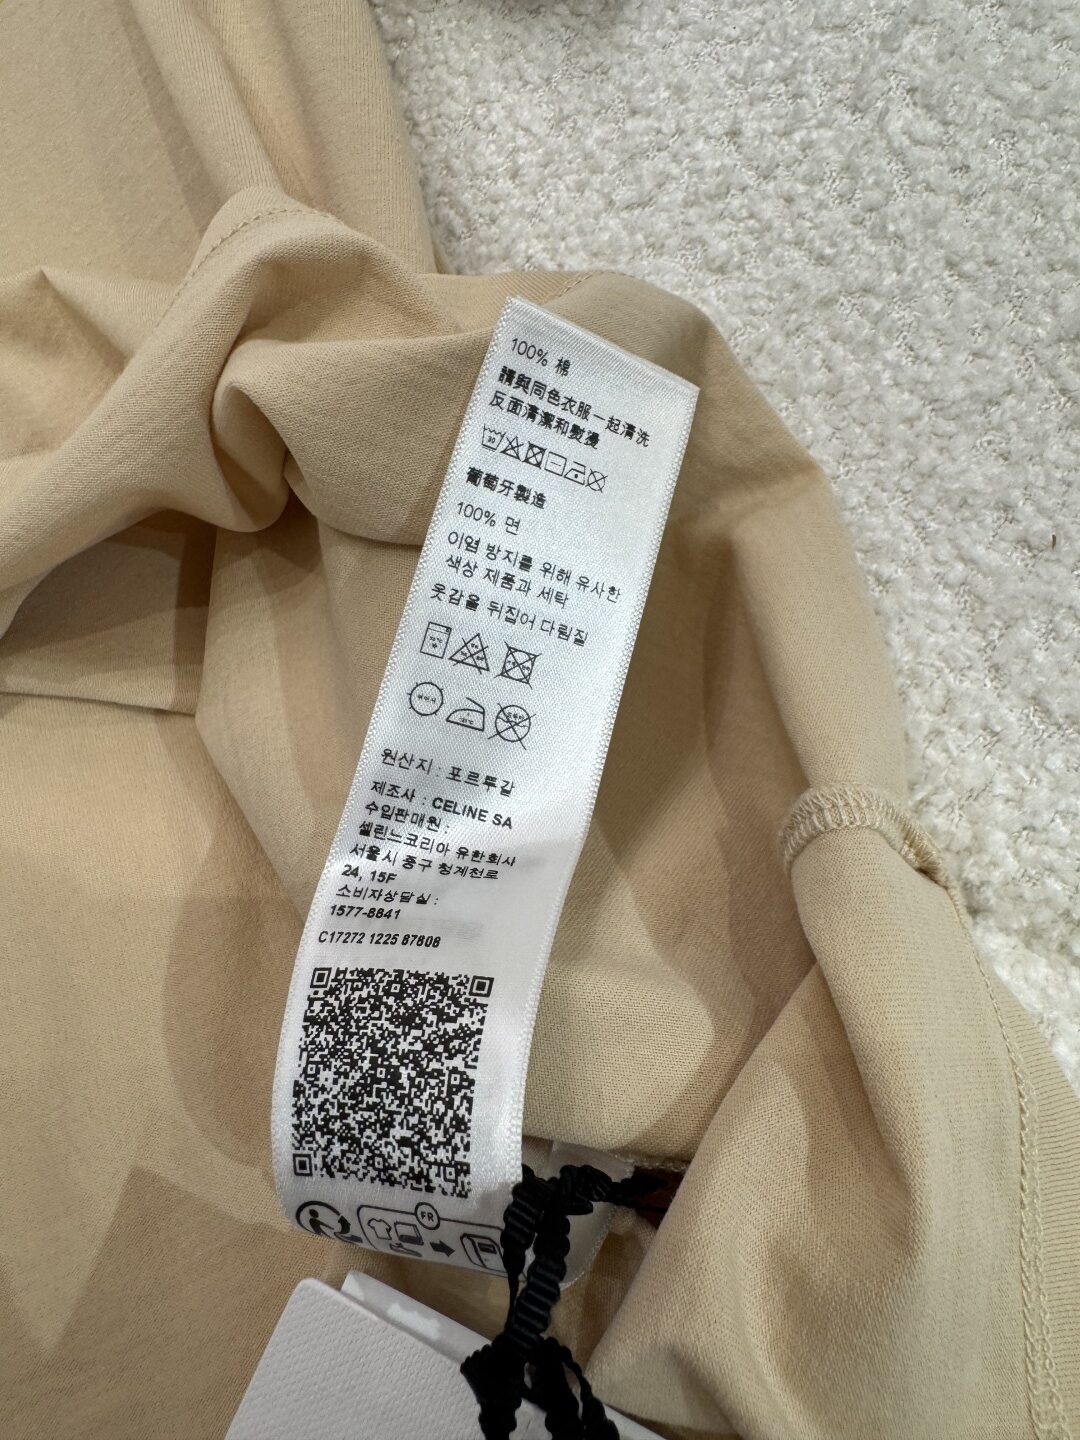 100% 棉
請與同色衣服一起清洗
反面清潔和熨燙
30
葡萄牙製造
100% 면
이염 방지를 위해 유사한
색상 제품과 세탁
옷감을 뒤집어 다림질
원산지 : 포르투갈
제조사 : CELINE SA
수입판매원 :
셀린느코리아 유한회사
서울시 중구 청계천로
24, 15F
소비자상담실 :
1577-8841
C17272 1225 87808
FR